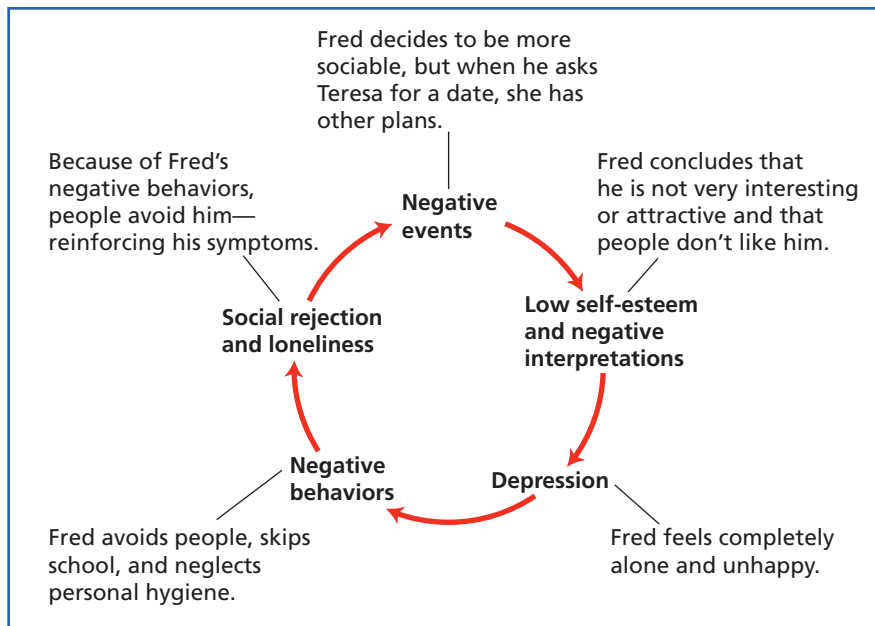 Fred decides to be more
sociable, but when he asks
Teresa for a date, she has
other plans.
Negative
events
Fred concludes that
he is not very interesting
or attractive and that
people don’t like him.
Low self-esteem
and negative
interpretations
Depression
Fred feels completely
alone and unhappy.
Negative
behaviors
Fred avoids people, skips
school, and neglects
personal hygiene.
Social rejection
and loneliness
Because of Fred’s
negative behaviors,
people avoid him—
reinforcing his symptoms.